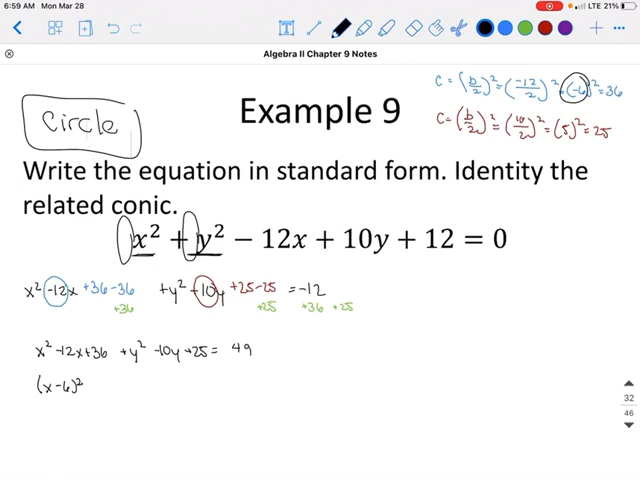 6:59 AM Mon Mar 28
LTE 21%
Algebra II Chapter 9 Notes
C = (b/2)² = (-12/2)² = (-6)² = 36
C = (b/2)² = (10/2)² = (5)² = 25
Circle
Example 9
Write the equation in standard form. Identity the
related conic.
x² + y² − 12x + 10y + 12 = 0
x² -12x +36 -36 +y² -10y +25 -25 = -12
+36 +25 +36 +25
x² -12x +36 +y² -10y +25 = 49
(x-6)²
32
46